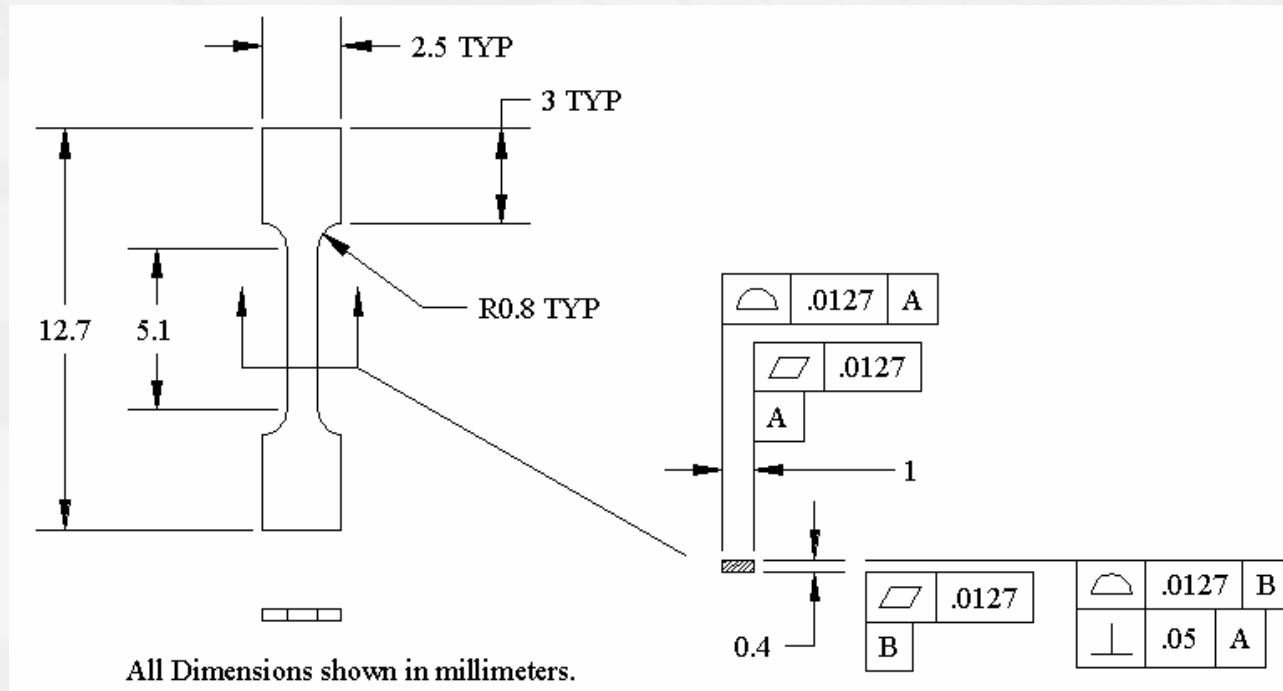 2.5 TYP
3 TYP
12.7
5.1
R0.8 TYP
.0127 A
.0127
A
1
0.4
.0127
B
.0127 B
.05 A
All Dimensions shown in millimeters.